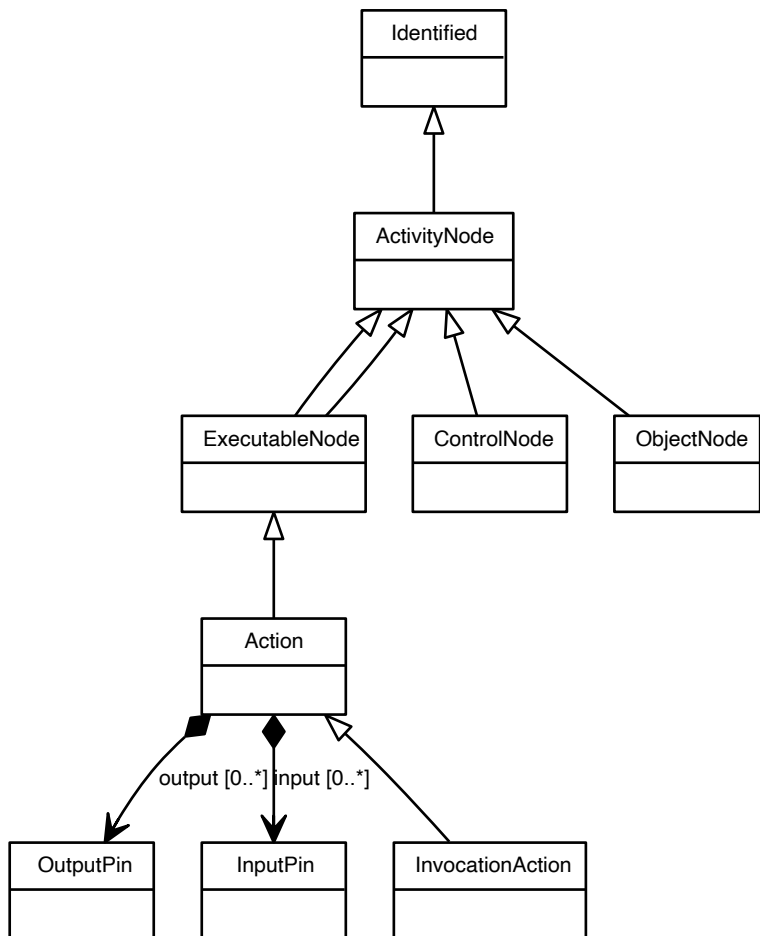 Identified
ActivityNode
ExecutableNode
ControlNode
ObjectNode
Action
output [0..*]
input [0..*]
OutputPin
InputPin
InvocationAction